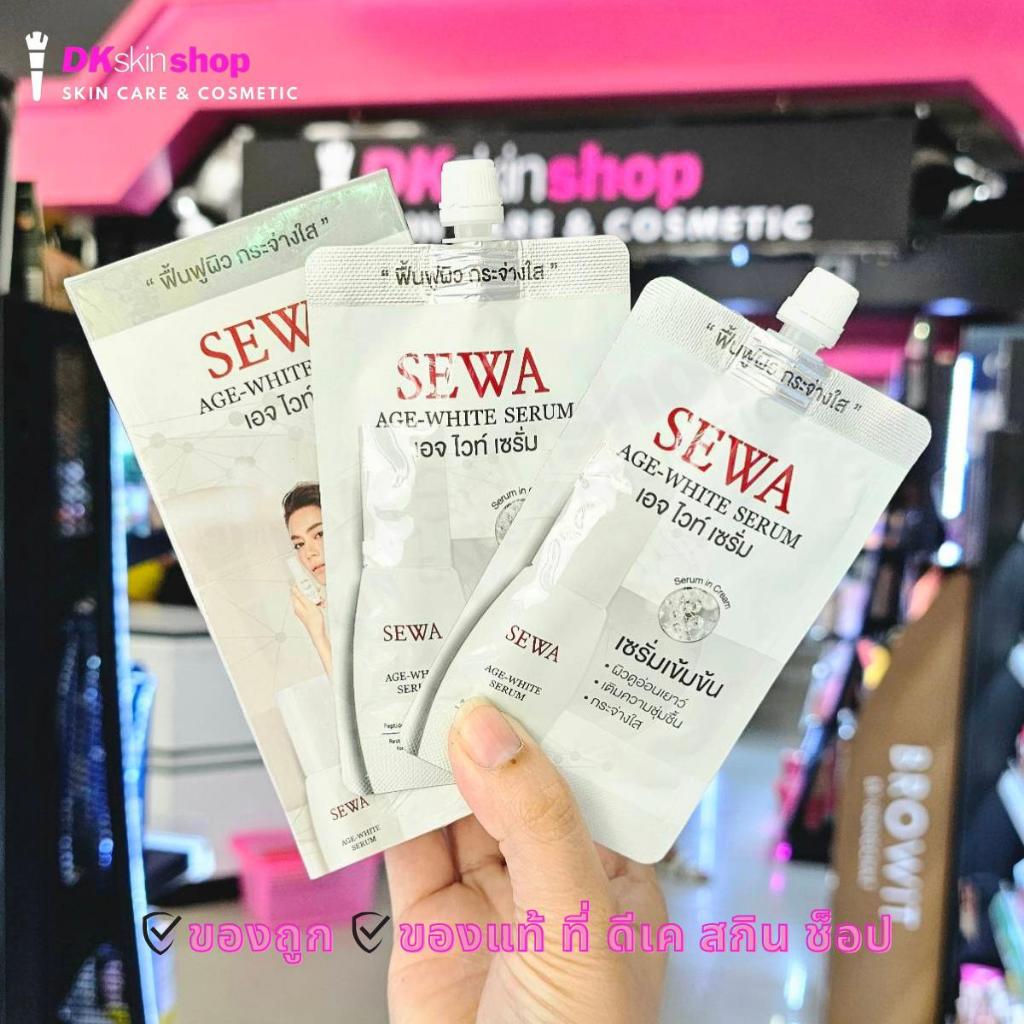 DKskinshop
SKIN CARE & COSMETIC
DKskinshop
SKIN CARE & COSMETIC
“ ฟื้นฟูผิว กระจ่างใส ”
SEWA
AGE-WHITE
เอจ ไวท์
SEWA
AGE-WHITE
SERUM
“ ฟื้นฟูผิว กระจ่างใส ”
SEWA
AGE-WHITE SERUM
เอจ ไวท์ เซรั่ม
Serum in
SEWA
AGE-WHITE
“ ฟื้นฟูผิว กระจ่างใส ”
SEWA
AGE-WHITE SERUM
เอจ ไวท์ เซรั่ม
Serum in Cream
เซรั่มเข้มข้น
• ผิวดูอ่อนเยาว์
• เติมความชุ่มชื้น
• กระจ่างใส
SEWA
AGE-WHITE
SERUM
BROWIT
ของถูก ของแท้ ที่ ดีเค สกิน ช็อป